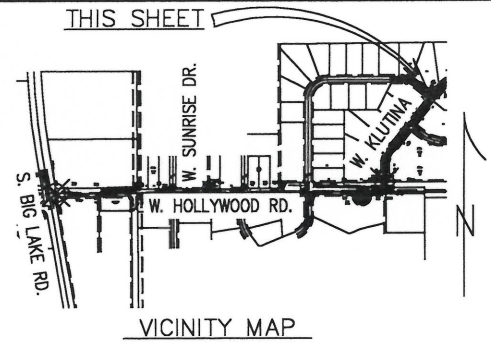 THIS SHEET
W. SUNRISE DR.
W. KLUTINA
S. BIG LAKE RD.
W. HOLLYWOOD RD.
N
VICINITY MAP